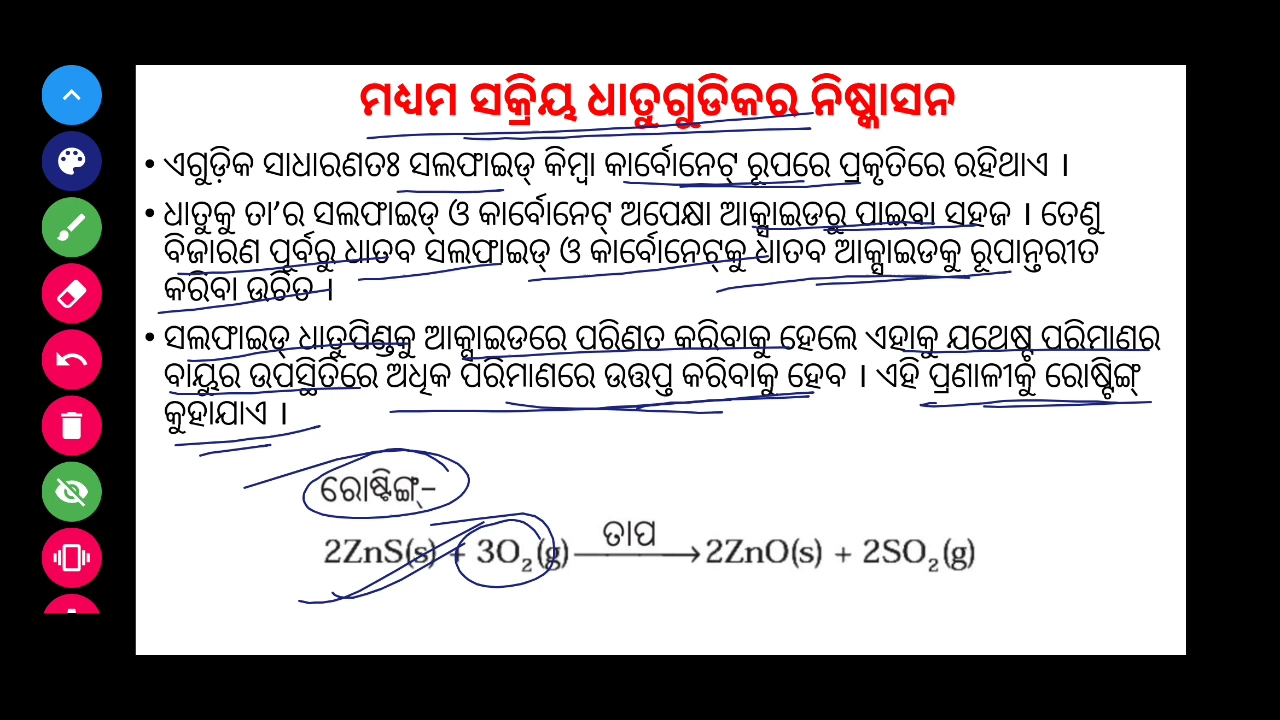 ମଧ୍ୟମ ସକ୍ରିୟ ଧାତୁଗୁଡିକର ନିଷ୍କାସନ
• ଏଗୁଡ଼ିକ ସାଧାରଣତଃ ସଲଫାଇଡ୍ କିମ୍ବା କାର୍ବୋନେଟ୍ ରୂପରେ ପ୍ରକୃତିରେ ରହିଥାଏ ।
• ଧାତୁକୁ ତା’ର ସଲଫାଇଡ୍ ଓ କାର୍ବୋନେଟ୍ ଅପେକ୍ଷା ଆକ୍ସାଇଡରୁ ପାଇବା ସହଜ । ତେଣୁ
ବିଜାରଣ ପୂର୍ବରୁ ଧାତବ ସଲଫାଇଡ୍ ଓ କାର୍ବୋନେଟ୍‌କୁ ଧାତବ ଆକ୍ସାଇଡକୁ ରୂପାନ୍ତରୀତ
କରିବା ଉଚିତ ।
• ସଲଫାଇଡ୍ ଧାତୁପିଣ୍ଡକୁ ଆକ୍ସାଇଡରେ ପରିଣତ କରିବାକୁ ହେଲେ ଏହାକୁ ଯଥେଷ୍ଟ ପରିମାଣର
ବାୟୁର ଉପସ୍ଥିତିରେ ଅଧିକ ପରିମାଣରେ ଉତ୍ତପ୍ତ କରିବାକୁ ହେବ । ଏହି ପ୍ରଣାଳୀକୁ ରୋଷ୍ଟିଙ୍ଗ୍
କୁହାଯାଏ ।
ରୋଷ୍ଟିଙ୍ଗ୍–
ତାପ
2ZnS(s) + 3O₂(g) ⟶ 2ZnO(s) + 2SO₂(g)